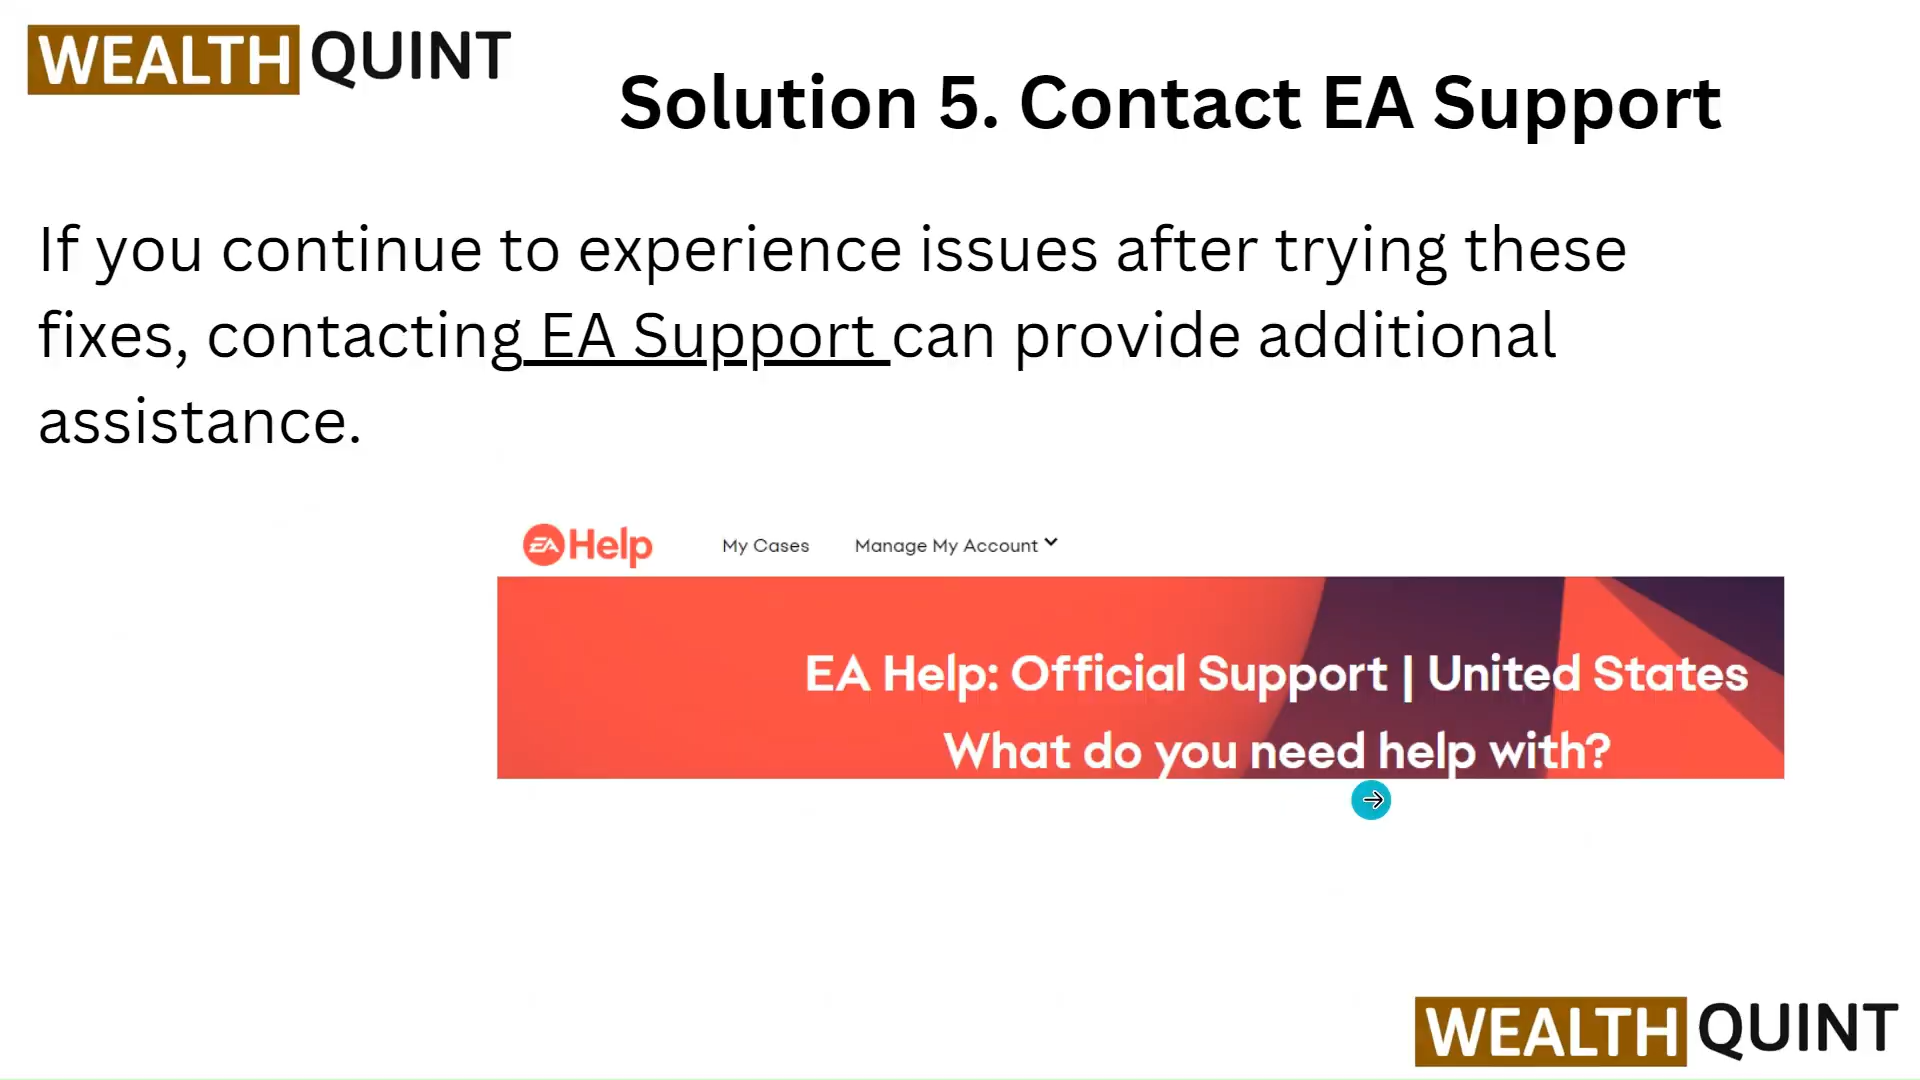 WEALTH QUINT
Solution 5. Contact EA Support
If you continue to experience issues after trying these
fixes, contacting EA Support can provide additional
assistance.
EA Help My Cases Manage My Account
EA Help: Official Support | United States
What do you need help with?
WEALTH QUINT